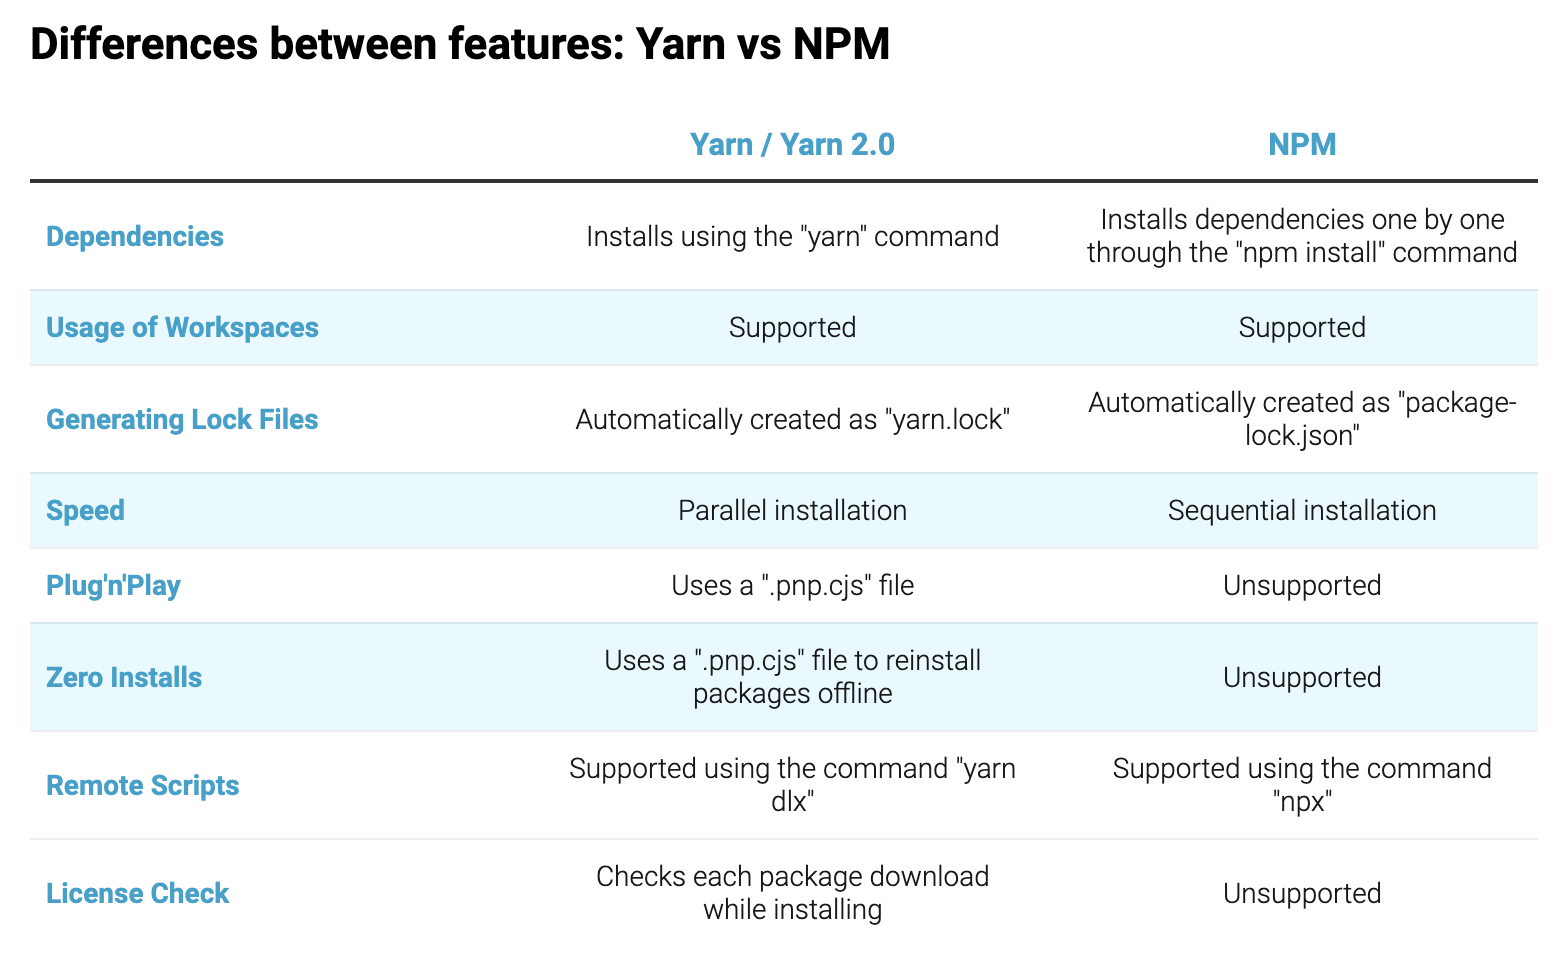 Differences between features: Yarn vs NPM
Yarn / Yarn 2.0
NPM
Dependencies
Installs using the "yarn" command
Installs dependencies one by one
through the "npm install" command
Usage of Workspaces
Supported
Supported
Generating Lock Files
Automatically created as "yarn.lock"
Automatically created as "package-
lock.json"
Speed
Parallel installation
Sequential installation
Plug'n'Play
Uses a ".pnp.cjs" file
Unsupported
Zero Installs
Uses a ".pnp.cjs" file to reinstall
packages offline
Unsupported
Remote Scripts
Supported using the command "yarn
dlx"
Supported using the command
"npx"
License Check
Checks each package download
while installing
Unsupported